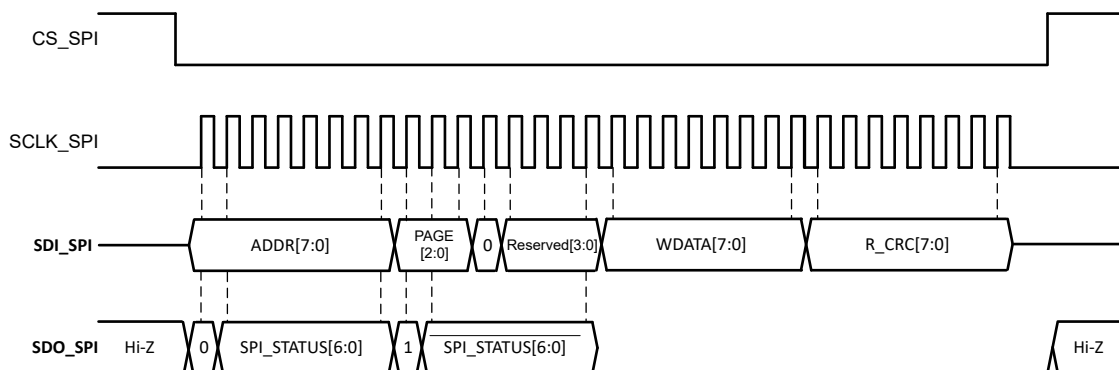 CS_SPI
SCLK_SPI
SDI_SPI
ADDR[7:0]
PAGE
[2:0]
0
Reserved[3:0]
WDATA[7:0]
R_CRC[7:0]
SDO_SPI
Hi-Z
0
SPI_STATUS[6:0]
1
SPI_STATUS[6:0]
Hi-Z